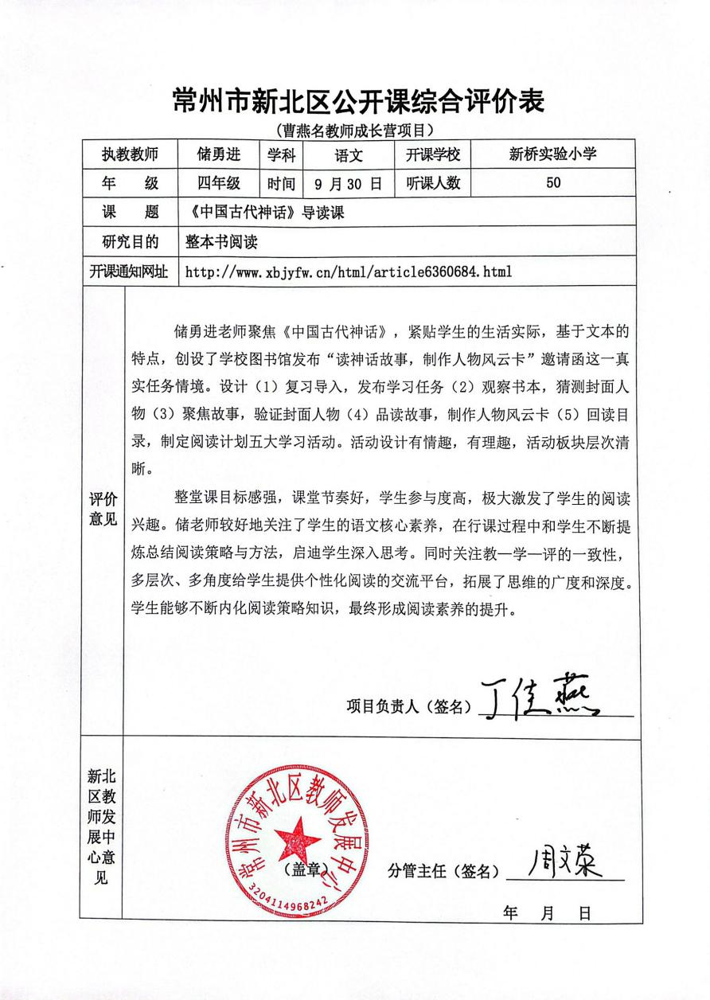 常州市新北区公开课综合评价表
(曹燕名教师成长营项目)
执教教师 储勇进 学科 语文 开课学校 新桥实验小学
年 级 四年级 时间 9 月 30 日 听课人数 50
课 题 《中国古代神话》导读课
研究目的 整本书阅读
开课通知网址 http://www.xbjyfw.cn/html/article6360684.html
储勇进老师聚焦《中国古代神话》，紧贴学生的生活实际，基于文本的
特点，创设了学校图书馆发布“读神话故事，制作人物风云卡”邀请函这一真
实任务情境。设计（1）复习导入，发布学习任务（2）观察书本，猜测封面人
物（3）聚焦故事，验证封面人物（4）品读故事，制作人物风云卡（5）回读目
录，制定阅读计划五大学习活动。活动设计有情趣，有理趣，活动板块层次清
晰。
评价
意见
整堂课目标感强，课堂节奏好，学生参与度高，极大激发了学生的阅读
兴趣。储老师较好地关注了学生的语文核心素养，在行课过程中和学生不断提
炼总结阅读策略与方法，启迪学生深入思考。同时关注教—学—评的一致性，
多层次、多角度给学生提供个性化阅读的交流平台，拓展了思维的广度和深度。
学生能够不断内化阅读策略知识，最终形成阅读素养的提升。
项目负责人（签名） 丁佳燕
新北
区教
师发
展中
心意
见
常州市新北区教师发展中心
（盖章）
3204114968242
分管主任（签名） 周文荣
年 月 日